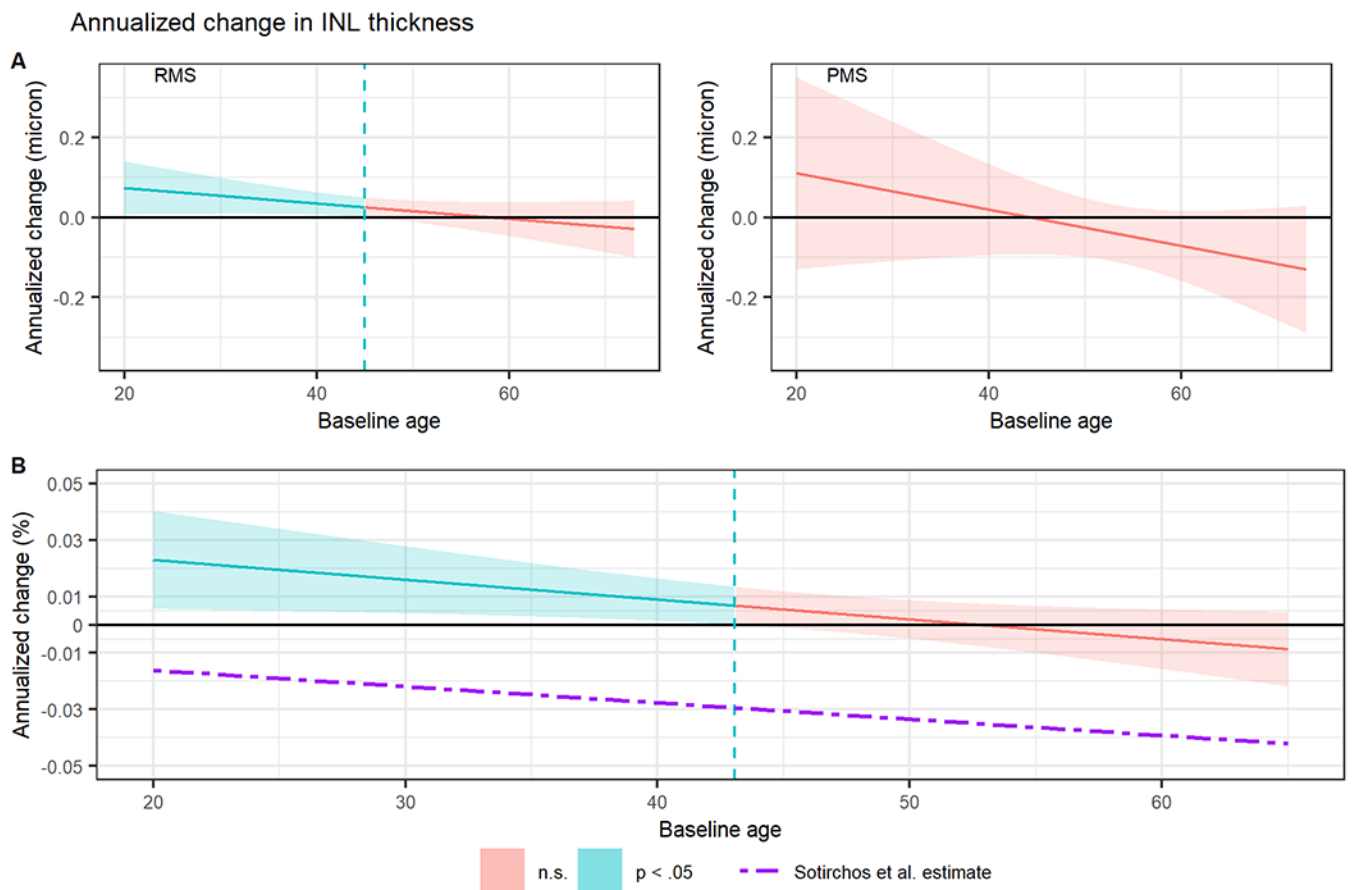 Annualized change in INL thickness
A
RMS
Annualized change (micron)
0.2
0.0
-0.2
20 40 60
Baseline age
PMS
Annualized change (micron)
0.2
0.0
-0.2
20 40 60
Baseline age
B
Annualized change (%)
0.05
0.03
0.01
0
-0.01
-0.03
-0.05
20 30 40 50 60
Baseline age
n.s. p < .05 Sotirchos et al. estimate